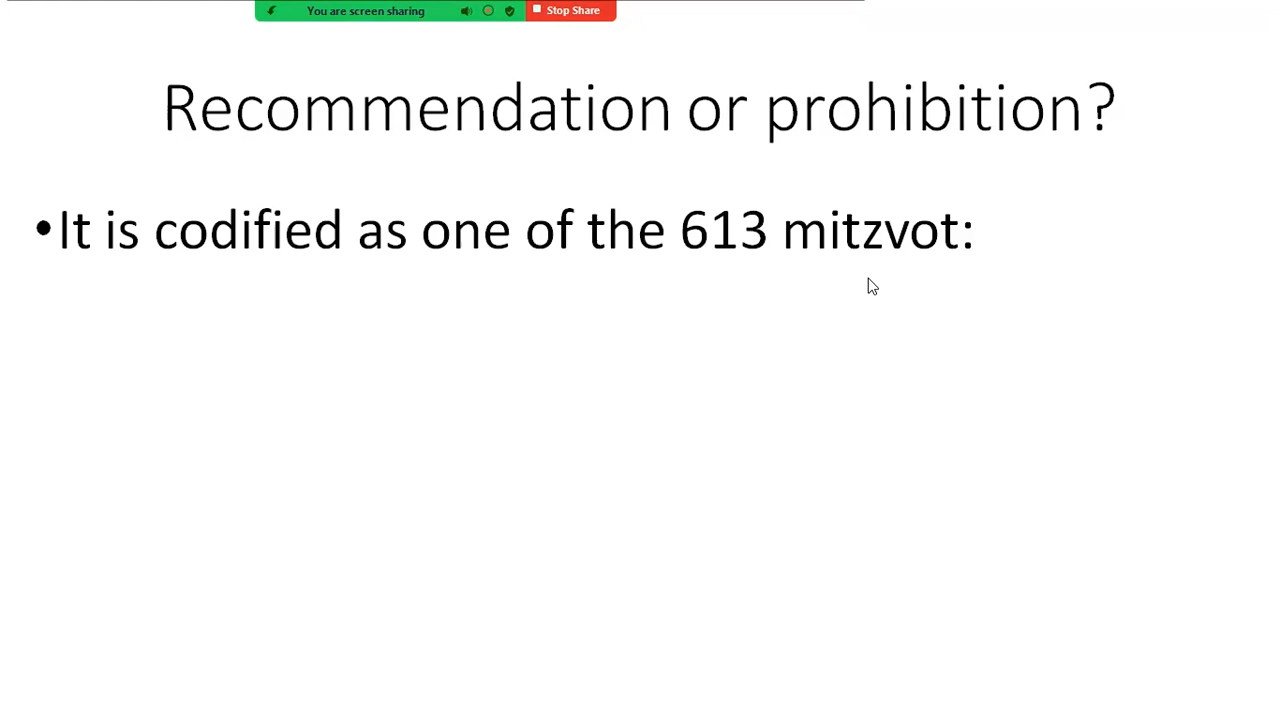 You are screen sharing
Stop Share
Recommendation or prohibition?
•It is codified as one of the 613 mitzvot: